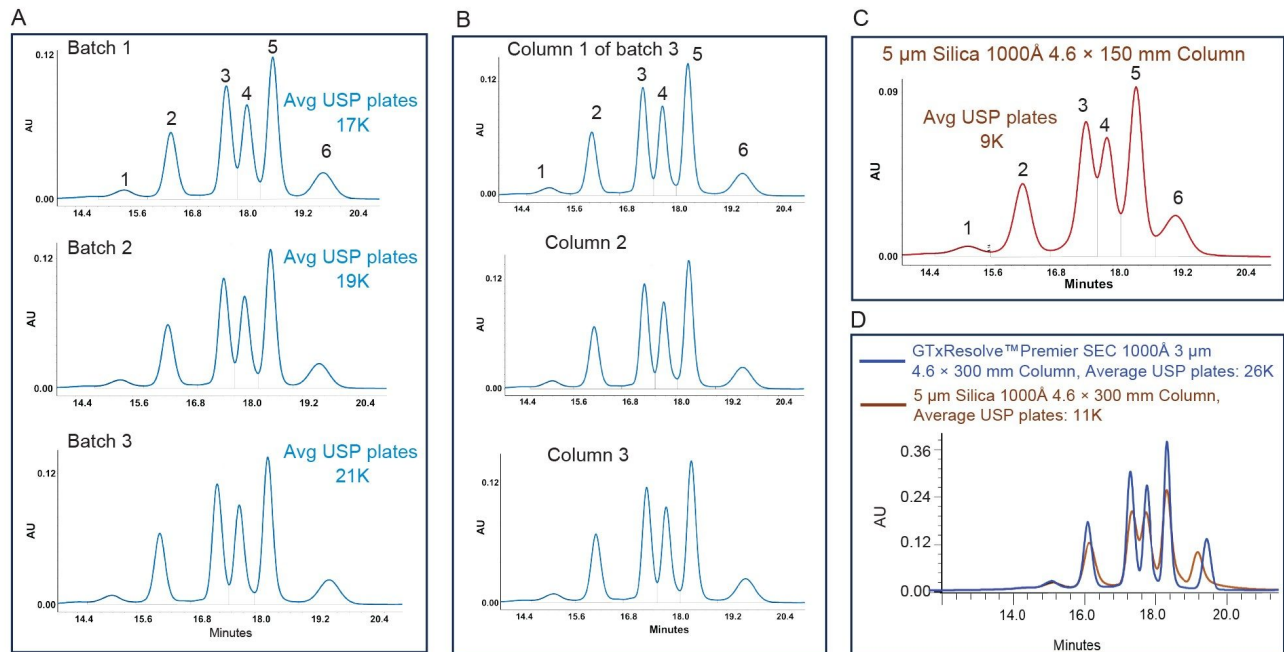 A
Batch 1
0.12
AU
0.00
1
2
3
4
5
6
Avg USP plates
17K
14.4 15.6 16.8 18.0 19.2 20.4
Batch 2
0.12
AU
0.00
Avg USP plates
19K
14.4 15.6 16.8 18.0 19.2 20.4
Batch 3
0.12
AU
0.00
Avg USP plates
21K
14.4 15.6 16.8 18.0 19.2 20.4
Minutes
B
Column 1 of batch 3
0.12
AU
0.00
1
2
3
4
5
6
14.4 15.6 16.8 18.0 19.2 20.4
Column 2
0.12
AU
0.00
14.4 15.6 16.8 18.0 19.2 20.4
Column 3
0.12
AU
0.00
14.4 15.6 16.8 18.0 19.2 20.4
Minutes
C
5 µm Silica 1000Å 4.6 × 150 mm Column
0.09
AU
0.00
Avg USP plates
9K
1
2
3
4
5
6
14.4 15.6 16.8 18.0 19.2 20.4
Minutes
D
GTxResolve™Premier SEC 1000Å 3 µm
4.6 × 300 mm Column, Average USP plates: 26K
5 µm Silica 1000Å 4.6 × 300 mm Column,
Average USP plates: 11K
0.36
0.24
0.12
0.00
AU
14.0 16.0 18.0 20.0
Minutes